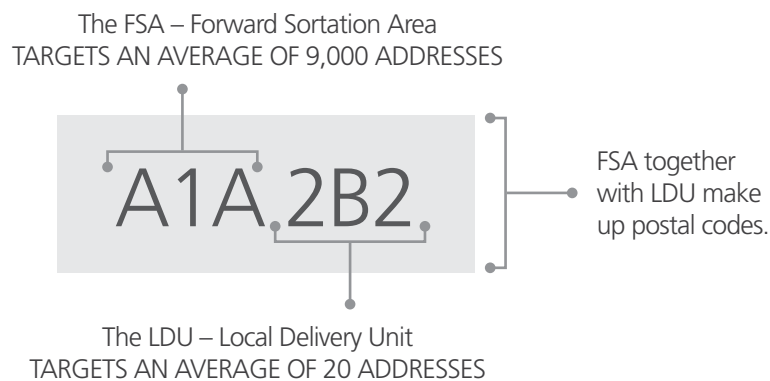 The FSA – Forward Sortation Area
TARGETS AN AVERAGE OF 9,000 ADDRESSES
A1A 2B2
FSA together
with LDU make
up postal codes.
The LDU – Local Delivery Unit
TARGETS AN AVERAGE OF 20 ADDRESSES